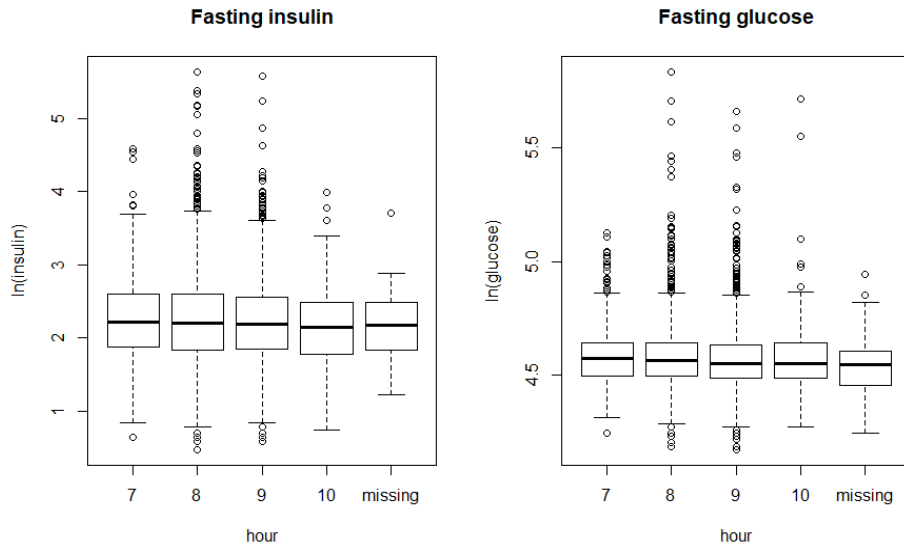 Fasting insulin
ln(insulin)
5
4
3
2
1
7 8 9 10 missing
hour
Fasting glucose
ln(glucose)
5.5
5.0
4.5
7 8 9 10 missing
hour